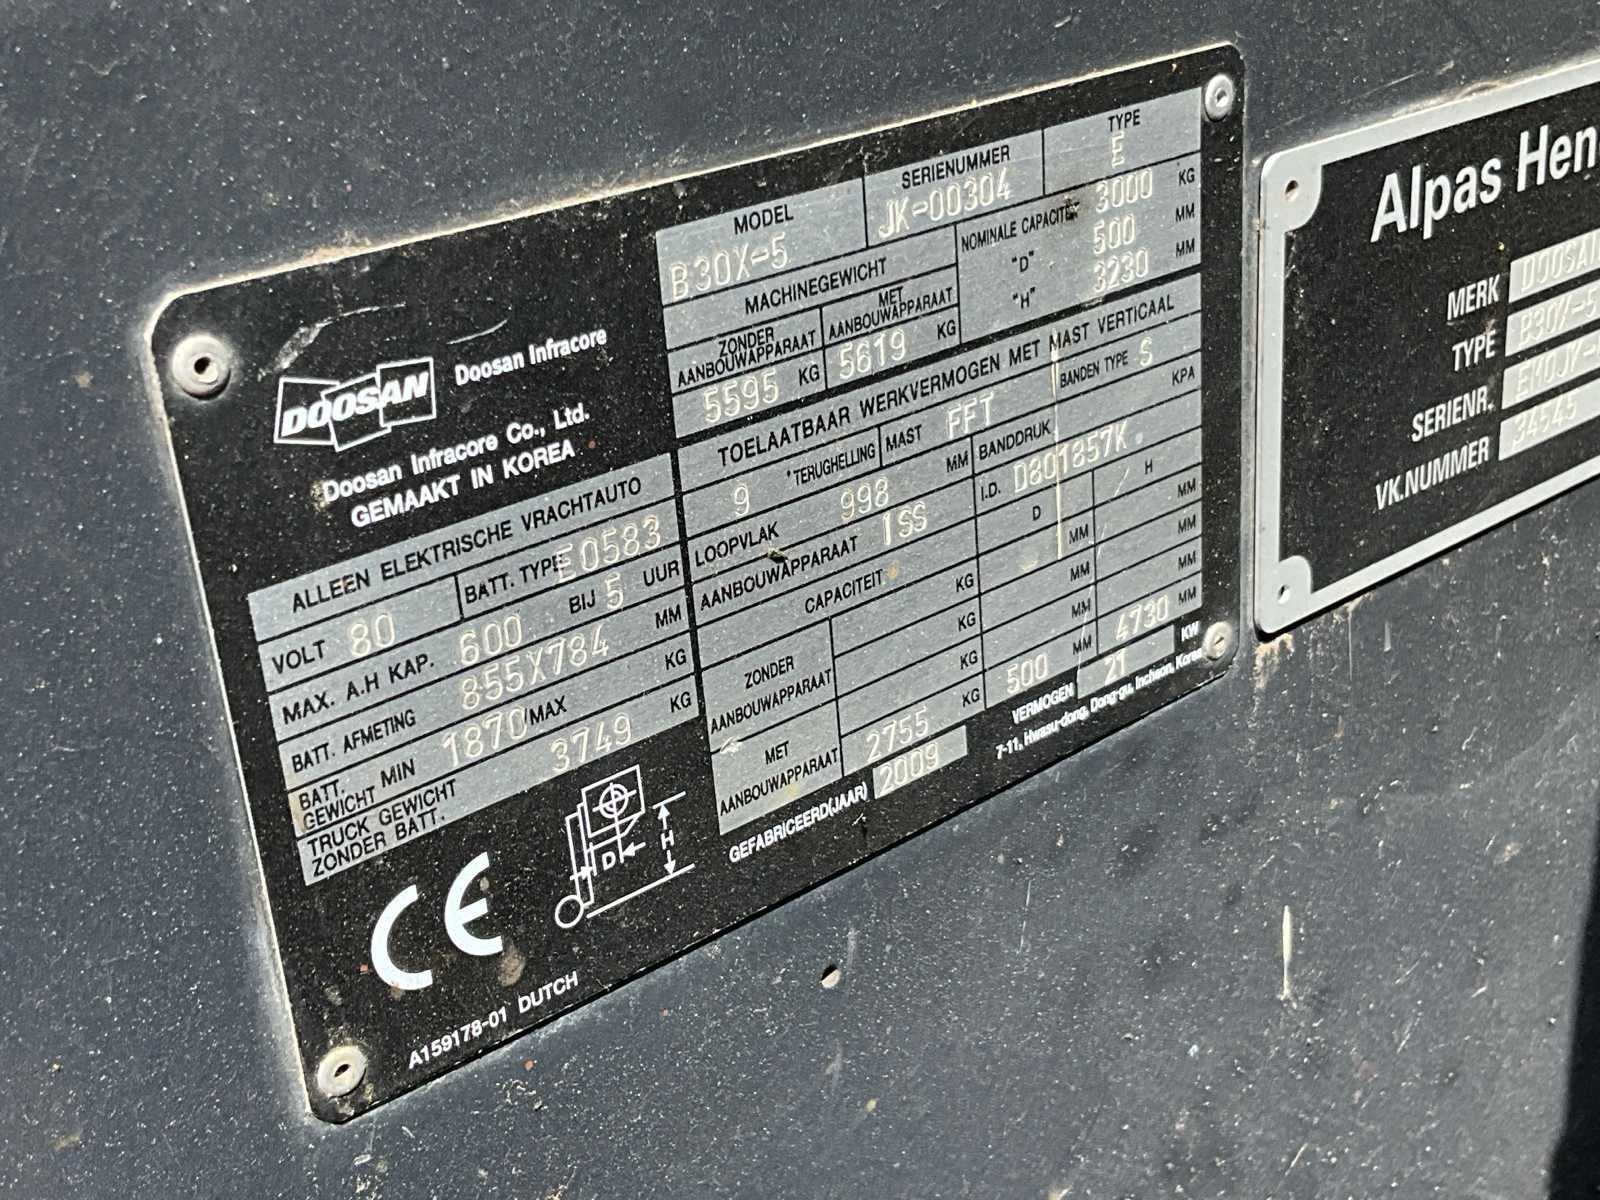 DOOSAN Doosan Infracore
Doosan Infracore Co., Ltd.
GEMAAKT IN KOREA
ALLEEN ELEKTRISCHE VRACHTAUTO
VOLT 80 BATT. TYPE E0583
MAX. A.H KAP. 600 BIJ 5 UUR
BATT. AFMETING 855X784 MM
BATT. GEWICHT MIN 1870/MAX KG
TRUCK GEWICHT ZONDER BATT. 3749 KG
CE
D
H
A159178-01 DUTCH
MODEL SERIENUMMER TYPE
B30X-5 JK-00304 E
MACHINEGEWICHT
ZONDER AANBOUWAPPARAAT MET AANBOUWAPPARAAT
5595 KG 5619 KG
NOMINALE CAPACITEIT 3000 KG
"D" 500 MM
"H" 3230 MM
TOELAATBAAR WERKVERMOGEN MET MAST VERTICAAL
9 °TERUGHELLING MAST FFT BANDEN TYPE S
LOOPVLAK 998 MM BANDDRUK KPA
AANBOUWAPPARAAT ISS I.D. D801857K
CAPACITEIT D H
KG MM MM
ZONDER AANBOUWAPPARAAT KG MM MM
KG MM MM
MET AANBOUWAPPARAAT 2755 KG 500 MM 4730 MM
GEFABRICEERD(JAAR) 2009 VERMOGEN 21 KW
7-11, Hwasu-dong, Dong-gu, Incheon, Korea
Alpas
MERK
TYPE B30X-5
SERIENR.
VK.NUMMER 34545